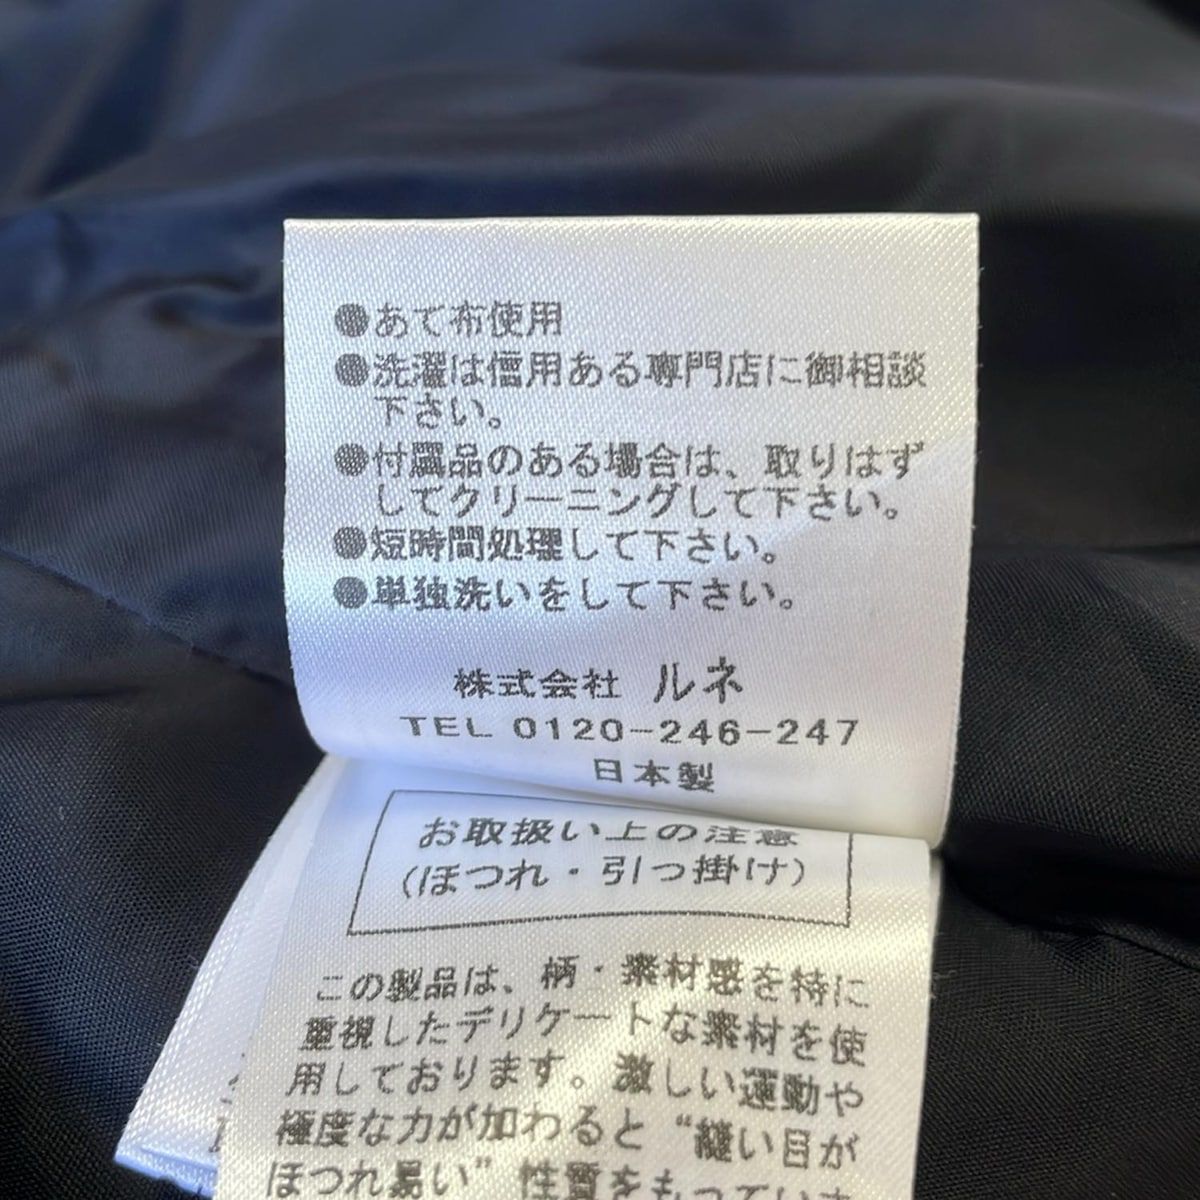 ●あて布使用
●洗濯は信用ある専門店に御相談
下さい。
●付属品のある場合は、取りはず
してクリーニングして下さい。
●短時間処理して下さい。
●単独洗いをして下さい。
株式会社 ルネ
TEL 0120-246-247
日本製
お取扱い上の注意
(ほつれ・引っ掛け)
この製品は、柄・素材感を特に
重視したデリケートな素材を使
用しております。激しい運動や
極度な力が加わると“縫い目が
ほつれ易い”性質をもっていま